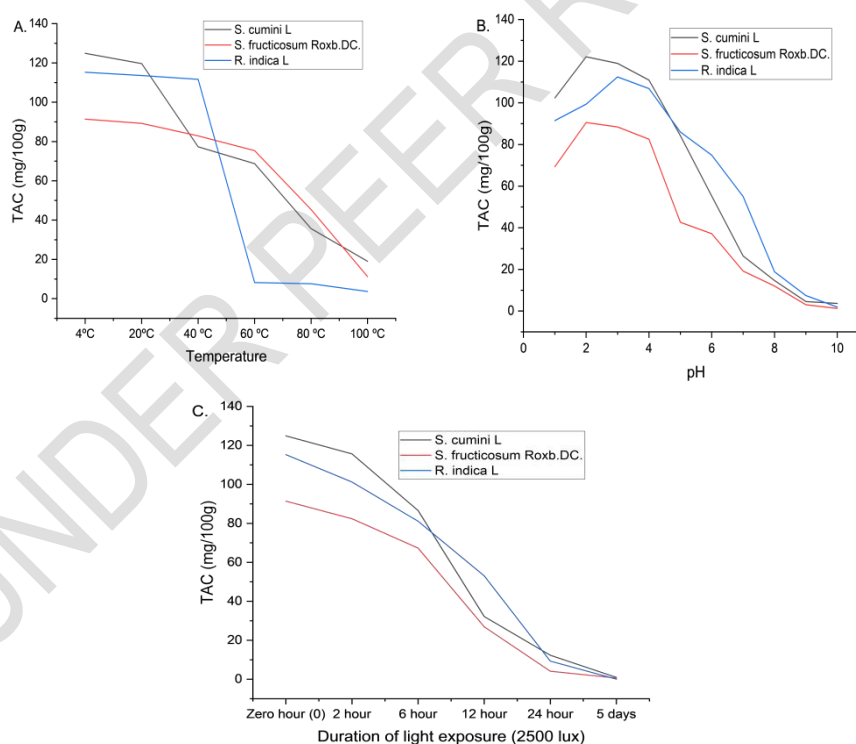 A.
S. cumini L
S. fructicosum Roxb.DC.
R. indica L
140
120
100
80
60
40
20
0
TAC (mg/100g)
4ºC 20ºC 40 ºC 60 ºC 80 ºC 100 ºC
Temperature
B.
S. cumini L
S. fructicosum Roxb.DC.
R. indica L
140
120
100
80
60
40
20
0
TAC (mg/100g)
0 2 4 6 8 10
pH
C.
S. cumini L
S. fructicosum Roxb.DC.
R. indica L
140
120
100
80
60
40
20
0
TAC (mg/100g)
Zero hour (0) 2 hour 6 hour 12 hour 24 hour 5 days
Duration of light exposure (2500 lux)
UNDER PEER